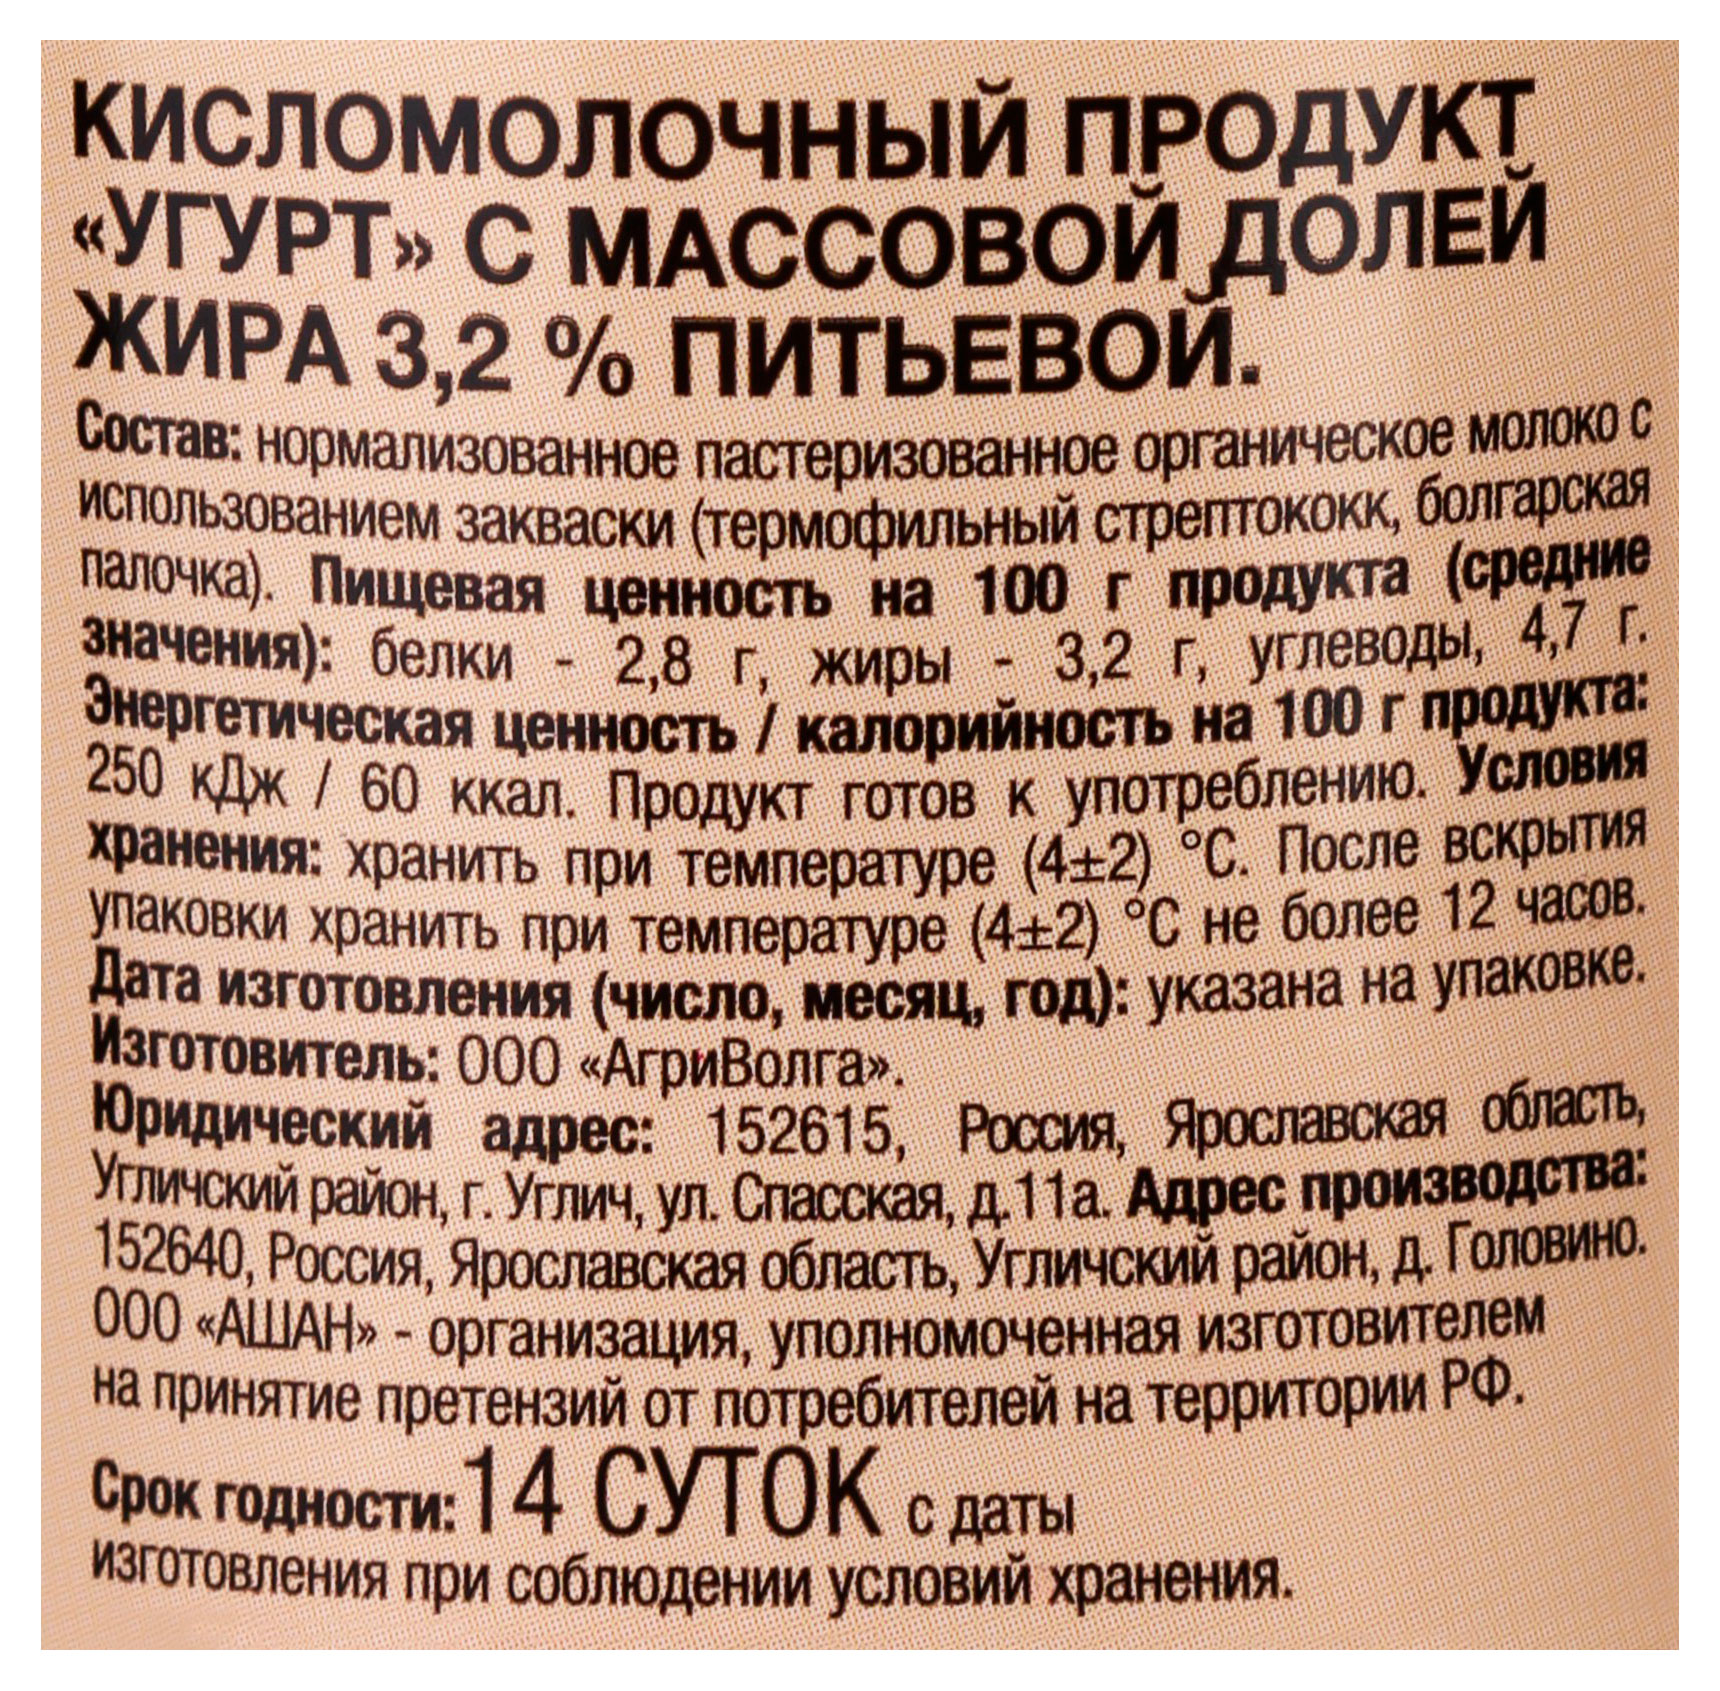 КИСЛОМОЛОЧНЫЙ ПРОДУКТ
«УГУРТ» С МАССОВОЙ ДОЛЕЙ
ЖИРА 3,2 % ПИТЬЕВОЙ.
Состав: нормализованное пастеризованное органическое молоко с
использованием закваски (термофильный стрептококк, болгарская
палочка). Пищевая ценность на 100 г продукта (средние
значения): белки - 2,8 г, жиры - 3,2 г, углеводы, 4,7 г.
Энергетическая ценность / калорийность на 100 г продукта:
250 кДж / 60 ккал. Продукт готов к употреблению. Условия
хранения: хранить при температуре (4±2) °С. После вскрытия
упаковки хранить при температуре (4±2) °С не более 12 часов.
Дата изготовления (число, месяц, год): указана на упаковке.
Изготовитель: ООО «АгриВолга».
Юридический адрес: 152615, Россия, Ярославская область,
Угличский район, г. Углич, ул. Спасская, д.11а. Адрес производства:
152640, Россия, Ярославская область, Угличский район, д. Головино.
ООО «АШАН» - организация, уполномоченная изготовителем
на принятие претензий от потребителей на территории РФ.
Срок годности: 14 СУТОК с даты
изготовления при соблюдении условий хранения.